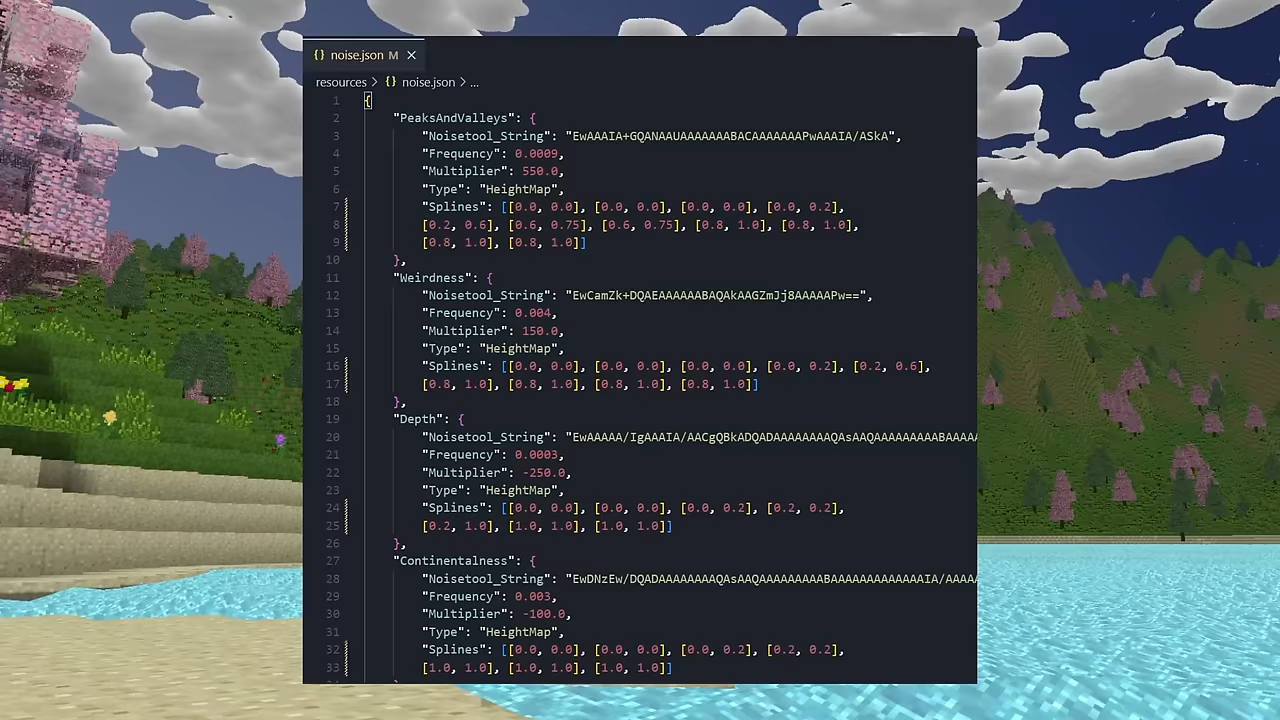 {} noise.json M ×
resources > {} noise.json > ...
1 {
2 "PeaksAndValleys": {
3 "Noisetool_String": "EwAAAIA+GQANAAUAAAAAAABACAAAAAAAPwAAAIA/ASkA",
4 "Frequency": 0.0009,
5 "Multiplier": 550.0,
6 "Type": "HeightMap",
7 "Splines": [[0.0, 0.0], [0.0, 0.0], [0.0, 0.0], [0.0, 0.2],
8 [0.2, 0.6], [0.6, 0.75], [0.6, 0.75], [0.8, 1.0], [0.8, 1.0],
9 [0.8, 1.0], [0.8, 1.0]]
10 },
11 "Weirdness": {
12 "Noisetool_String": "EwCamZk+DQAEAAAAAABAQAkAAGZmJj8AAAAAPw==",
13 "Frequency": 0.004,
14 "Multiplier": 150.0,
15 "Type": "HeightMap",
16 "Splines": [[0.0, 0.0], [0.0, 0.0], [0.0, 0.0], [0.0, 0.2], [0.2, 0.6],
17 [0.8, 1.0], [0.8, 1.0], [0.8, 1.0], [0.8, 1.0]]
18 },
19 "Depth": {
20 "Noisetool_String": "EwAAAAA/IgAAAIA/AACgQBkADQADAAAAAAAAQAsAAQAAAAAAAAABAAAA
21 "Frequency": 0.0003,
22 "Multiplier": -250.0,
23 "Type": "HeightMap",
24 "Splines": [[0.0, 0.0], [0.0, 0.0], [0.0, 0.2], [0.2, 0.2],
25 [0.2, 1.0], [1.0, 1.0], [1.0, 1.0]]
26 },
27 "Continentalness": {
28 "Noisetool_String": "EwDNzEw/DQADAAAAAAAAQAsAAQAAAAAAAAABAAAAAAAAAAAAAIA/AAAA
29 "Frequency": 0.003,
30 "Multiplier": -100.0,
31 "Type": "HeightMap",
32 "Splines": [[0.0, 0.0], [0.0, 0.0], [0.0, 0.2], [0.2, 0.2],
33 [1.0, 1.0], [1.0, 1.0], [1.0, 1.0]]